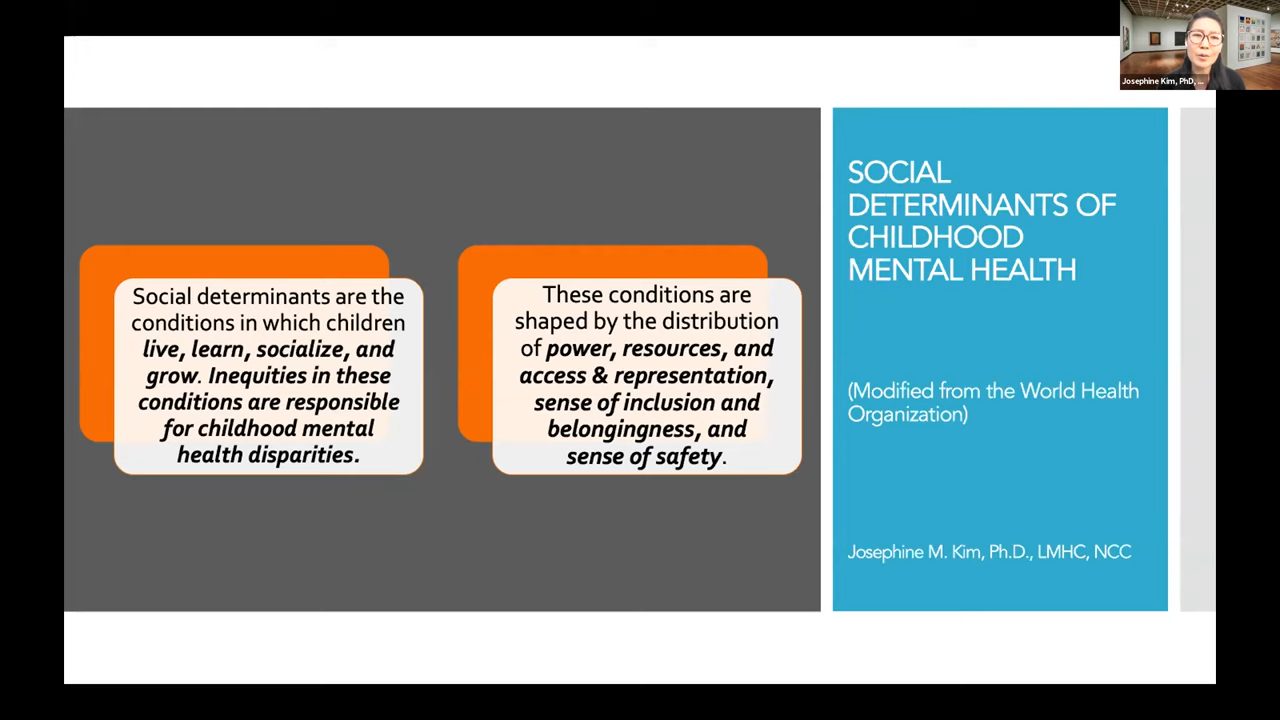 Josephine Kim, PhD, ...
Social determinants are the
conditions in which children
live, learn, socialize, and
grow. Inequities in these
conditions are responsible
for childhood mental
health disparities.
These conditions are
shaped by the distribution
of power, resources, and
access & representation,
sense of inclusion and
belongingness, and
sense of safety.
SOCIAL
DETERMINANTS OF
CHILDHOOD
MENTAL HEALTH
(Modified from the World Health
Organization)
Josephine M. Kim, Ph.D., LMHC, NCC